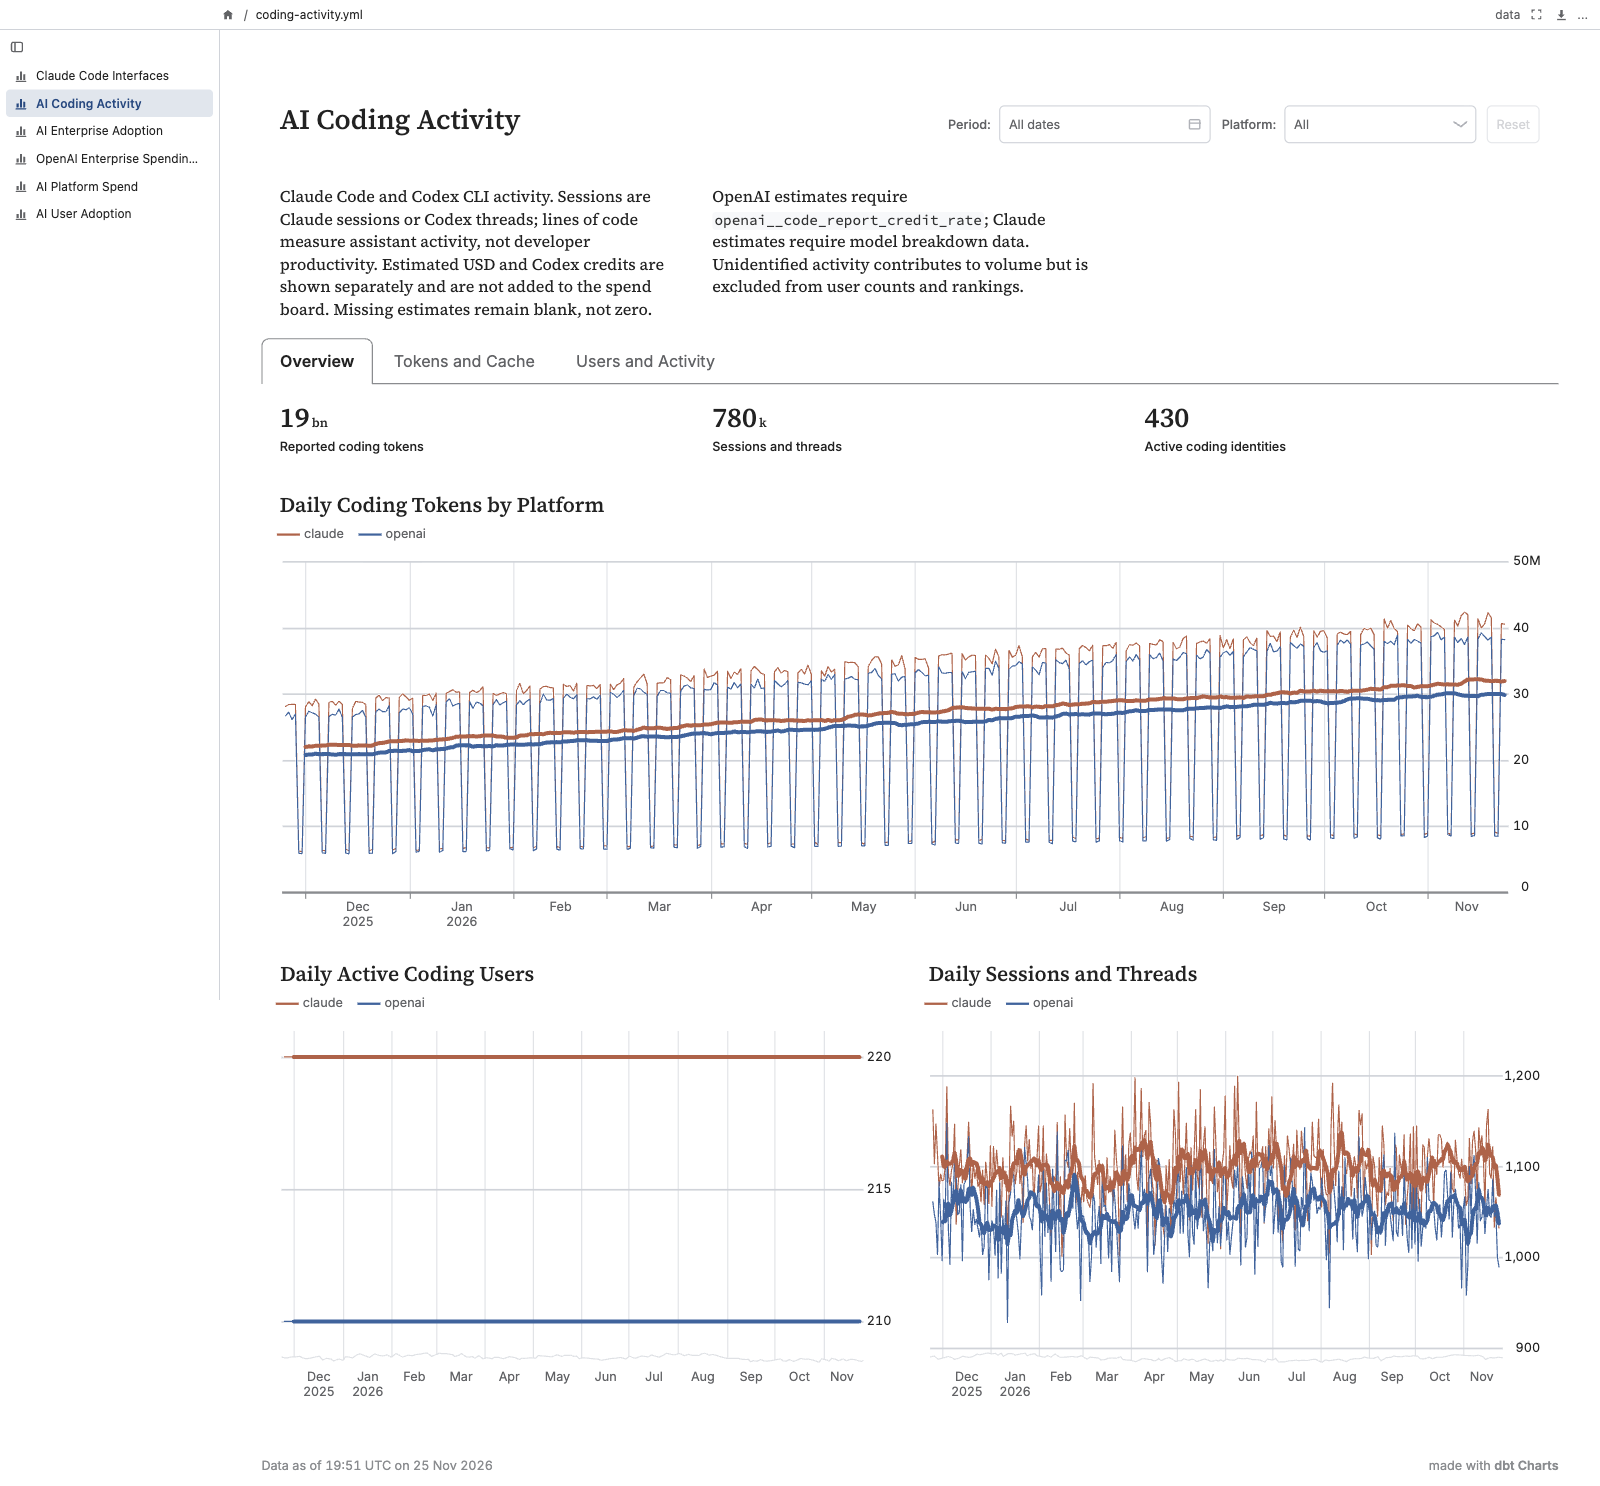 / coding-activity.yml
data ...
Claude Code Interfaces
AI Coding Activity
AI Enterprise Adoption
OpenAI Enterprise Spendin...
AI Platform Spend
AI User Adoption
AI Coding Activity
Period: All dates Platform: All Reset
Claude Code and Codex CLI activity. Sessions are
Claude sessions or Codex threads; lines of code
measure assistant activity, not developer
productivity. Estimated USD and Codex credits are
shown separately and are not added to the spend
board. Missing estimates remain blank, not zero.
OpenAI estimates require
openai__code_report_credit_rate; Claude
estimates require model breakdown data.
Unidentified activity contributes to volume but is
excluded from user counts and rankings.
Overview Tokens and Cache Users and Activity
19 bn
Reported coding tokens
780 k
Sessions and threads
430
Active coding identities
Daily Coding Tokens by Platform
claude openai
50M
40
30
20
10
0
Dec Jan Feb Mar Apr May Jun Jul Aug Sep Oct Nov
2025 2026
Daily Active Coding Users
claude openai
220
215
210
Dec Jan Feb Mar Apr May Jun Jul Aug Sep Oct Nov
2025 2026
Daily Sessions and Threads
claude openai
1,200
1,100
1,000
900
Dec Jan Feb Mar Apr May Jun Jul Aug Sep Oct Nov
2025 2026
Data as of 19:51 UTC on 25 Nov 2026
made with dbt Charts